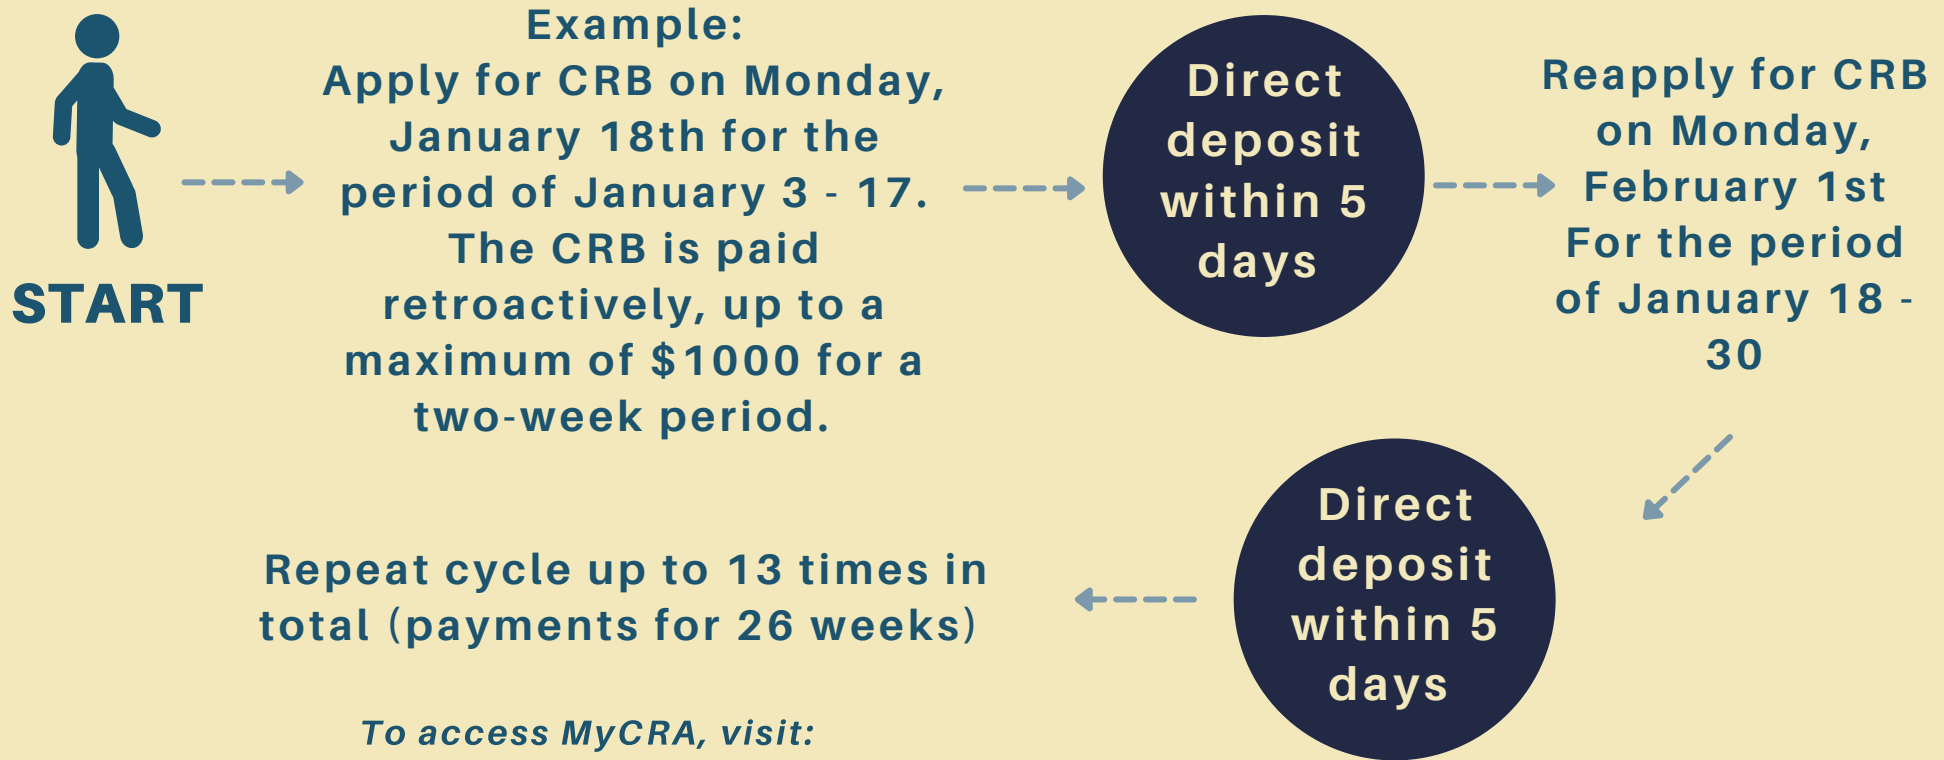 START
Example:
Apply for CRB on Monday,
January 18th for the
period of January 3 - 17.
The CRB is paid
retroactively, up to a
maximum of $1000 for a
two-week period.
Direct
deposit
within 5
days
Reapply for CRB
on Monday,
February 1st
For the period
of January 18 -
30
Direct
deposit
within 5
days
Repeat cycle up to 13 times in
total (payments for 26 weeks)
To access MyCRA, visit: